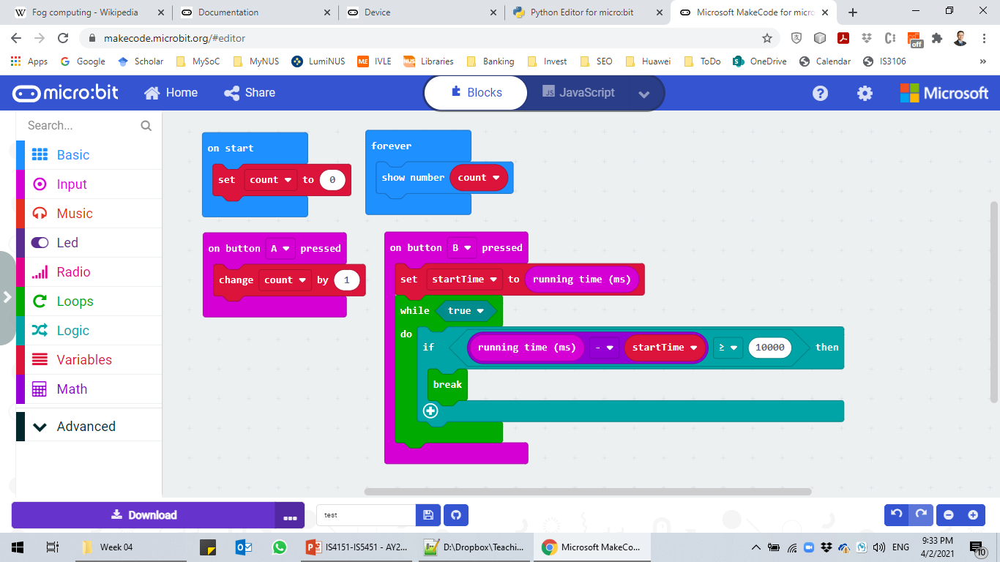 Fog computing - Wikipedia
Documentation
Device
Python Editor for micro:bit
Microsoft MakeCode for micro
makecode.microbit.org/#editor
off
Apps
Google
Scholar
MySoC
MyNUS
LumiNUS
ME IVLE
NUS Libraries
Banking
Invest
SEO
Huawei
ToDo
OneDrive
Calendar
IS3106
»
micro:bit
Home
Share
Blocks
JS JavaScript
Microsoft
Search...
Basic
Input
Music
Led
Radio
Loops
Logic
Variables
Math
Advanced
on start
set count to 0
forever
show number count
on button A pressed
change count by 1
on button B pressed
set startTime to running time (ms)
while true
do
if running time (ms) - startTime ≥ 10000 then
break
Download
...
test
Week 04
IS4151-IS5451 - AY2...
D:\Dropbox\Teachi...
Microsoft MakeCo...
ENG
9:33 PM
4/2/2021
10